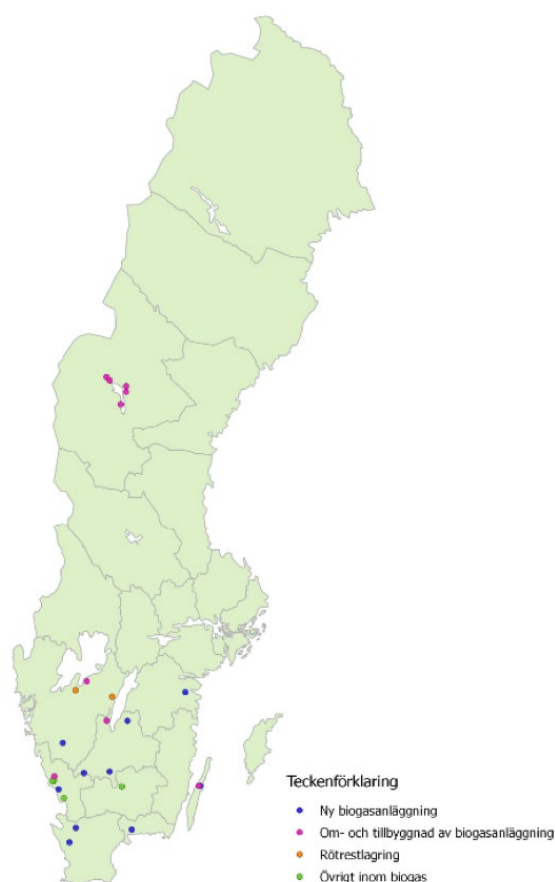 Teckenförklaring
Ny biogasanläggning
Om- och tillbyggnad av biogasanläggning
Rötrestlagring
Övrigt inom biogas